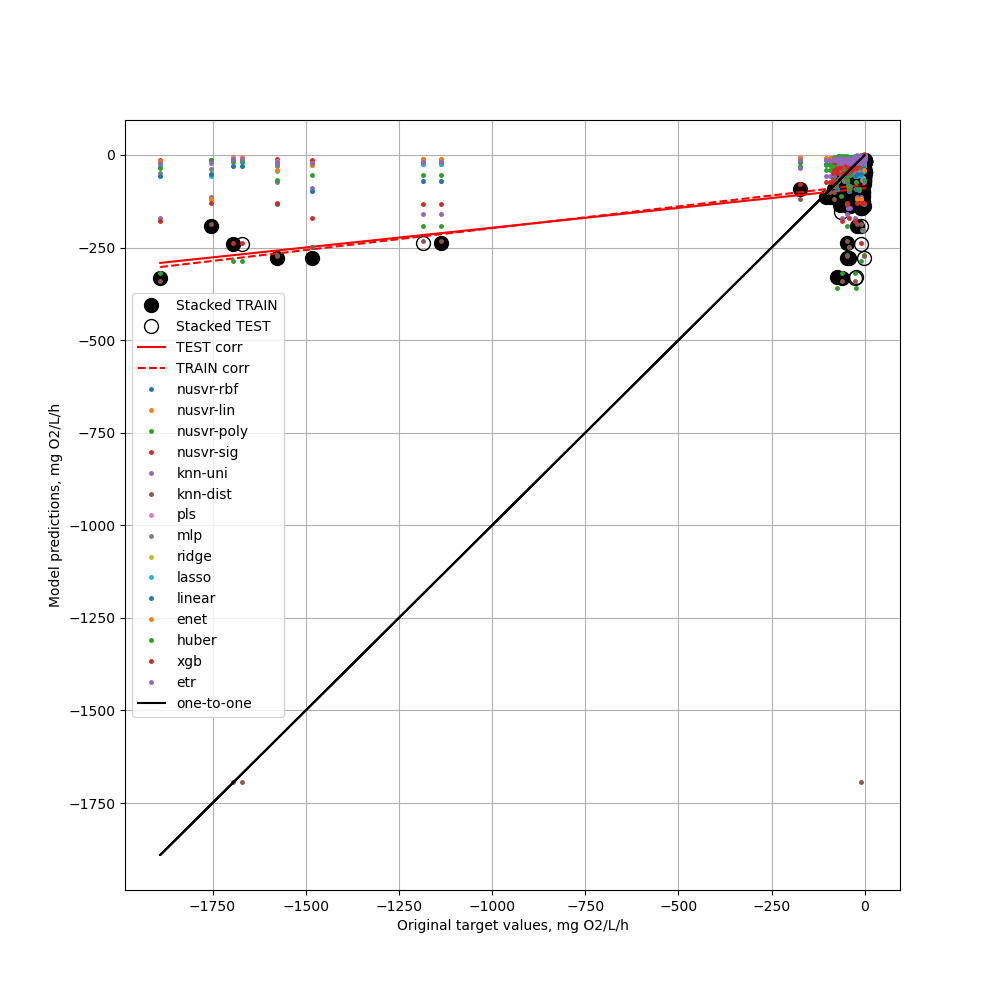 0
−250
−500
−750
−1000
−1250
−1500
−1750
Model predictions, mg O2/L/h
Stacked TRAIN
Stacked TEST
TEST corr
TRAIN corr
nusvr-rbf
nusvr-lin
nusvr-poly
nusvr-sig
knn-uni
knn-dist
pls
mlp
ridge
lasso
linear
enet
huber
xgb
etr
one-to-one
−1750 −1500 −1250 −1000 −750 −500 −250 0
Original target values, mg O2/L/h